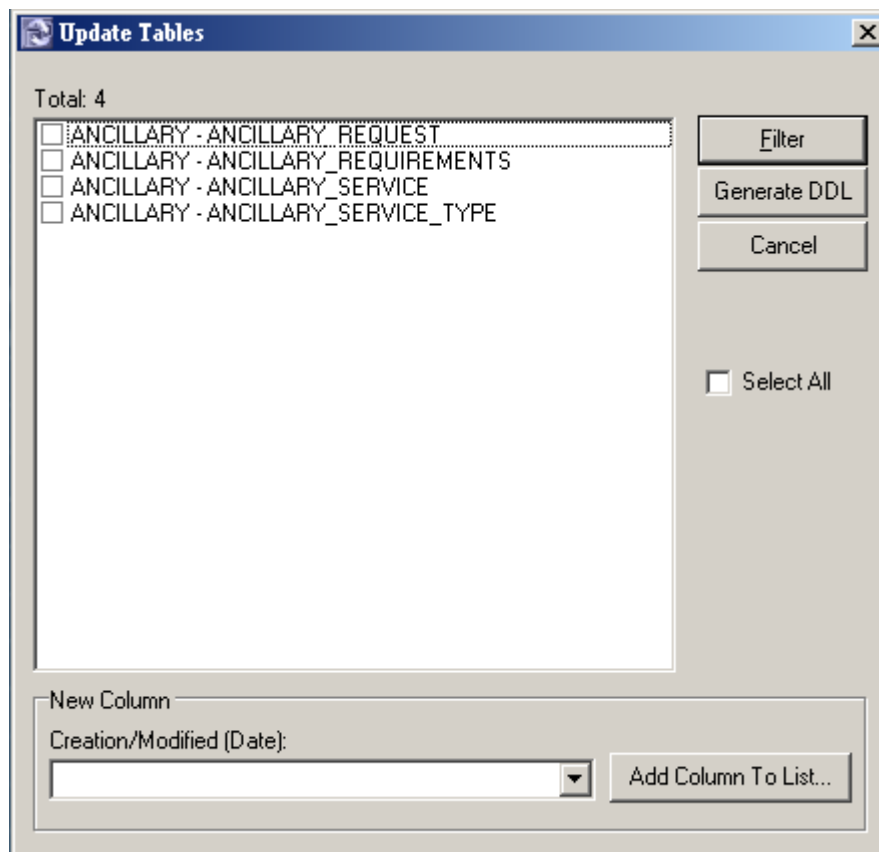 Update Tables
Total: 4
ANCILLARY - ANCILLARY_REQUEST
ANCILLARY - ANCILLARY_REQUIREMENTS
ANCILLARY - ANCILLARY_SERVICE
ANCILLARY - ANCILLARY_SERVICE_TYPE
Filter
Generate DDL
Cancel
Select All
New Column
Creation/Modified (Date):
Add Column To List...